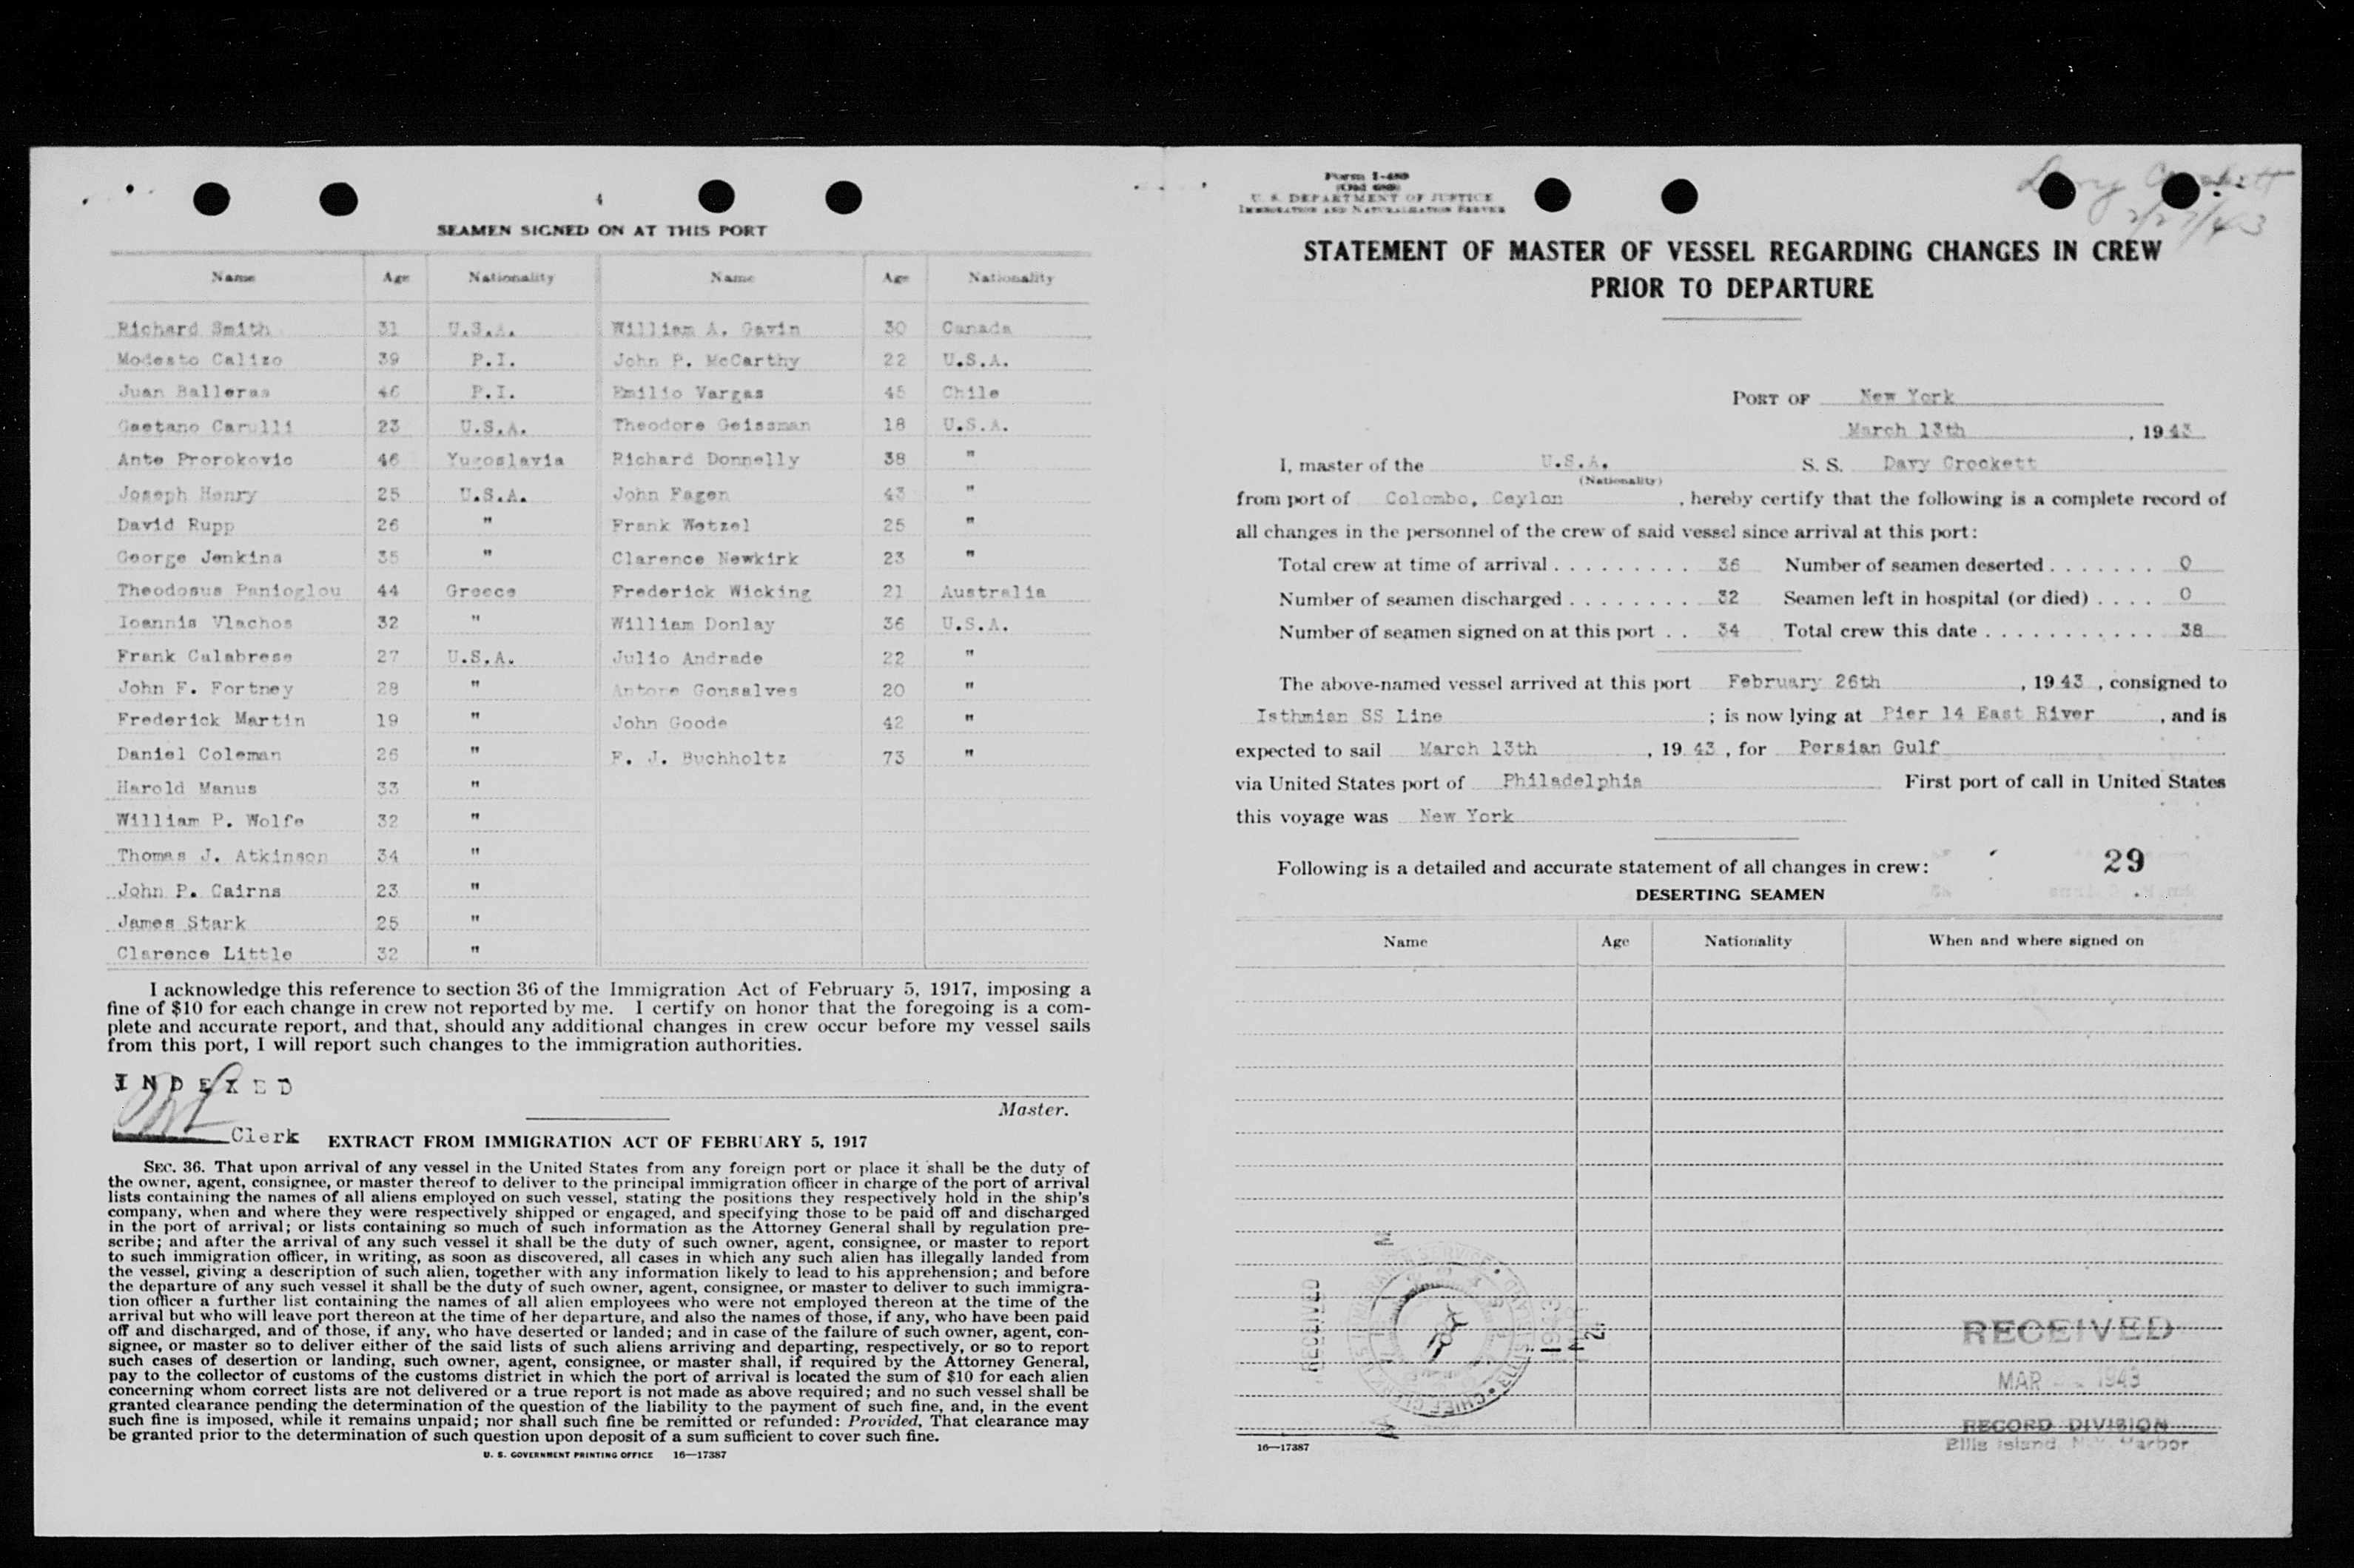 4
SEAMEN SIGNED ON AT THIS PORT
Name Age Nationality Name Age Nationality
Richard Smith 31 U.S.A. William A. Gavin 30 Canada
Modesto Calizo 39 P.I. John P. McCarthy 22 U.S.A.
Juan Balleras 46 P.I. Emilio Vargas 45 Chile
Gaetano Carulli 23 U.S.A. Theodore Geissman 18 U.S.A.
Ante Prorokovic 46 Yugoslavia Richard Donnelly 38 "
Joseph Henry 25 U.S.A. John Fagen 43 "
David Rupp 26 " Frank Wetzel 25 "
George Jenkins 35 " Clarence Newkirk 23 "
Theodosus Panioglou 44 Greece Frederick Wicking 21 Australia
Ioannis Vlachos 32 " William Donlay 36 U.S.A.
Frank Calabrese 27 U.S.A. Julio Andrade 22 "
John F. Fortney 28 " Antone Gonsalves 20 "
Frederick Martin 19 " John Goode 42 "
Daniel Coleman 26 " F. J. Buchholtz 73 "
Harold Manus 33 "
William P. Wolfe 32 "
Thomas J. Atkinson 34 "
John P. Cairns 23 "
James Stark 25 "
Clarence Little 32 "
I acknowledge this reference to section 36 of the Immigration Act of February 5, 1917, imposing a
fine of $10 for each change in crew not reported by me. I certify on honor that the foregoing is a com-
plete and accurate report, and that, should any additional changes in crew occur before my vessel sails
from this port, I will report such changes to the immigration authorities.
INDEXED
Master.
Clerk
EXTRACT FROM IMMIGRATION ACT OF FEBRUARY 5, 1917
SEC. 36. That upon arrival of any vessel in the United States from any foreign port or place it shall be the duty of
the owner, agent, consignee, or master thereof to deliver to the principal immigration officer in charge of the port of arrival
lists containing the names of all aliens employed on such vessel, stating the positions they respectively hold in the ship's
company, when and where they were respectively shipped or engaged, and specifying those to be paid off and discharged
in the port of arrival; or lists containing so much of such information as the Attorney General shall by regulation pre-
scribe; and after the arrival of any such vessel it shall be the duty of such owner, agent, consignee, or master to report
to such immigration officer, in writing, as soon as discovered, all cases in which any such alien has illegally landed from
the vessel, giving a description of such alien, together with any information likely to lead to his apprehension; and before
the departure of any such vessel it shall be the duty of such owner, agent, consignee, or master to deliver to such immigra-
tion officer a further list containing the names of all alien employees who were not employed thereon at the time of the
arrival but who will leave port thereon at the time of her departure, and also the names of those, if any, who have been paid
off and discharged, and of those, if any, who have deserted or landed; and in case of the failure of such owner, agent, con-
signee, or master so to deliver either of the said lists of such aliens arriving and departing, respectively, or so to report
such cases of desertion or landing, such owner, agent, consignee, or master shall, if required by the Attorney General,
pay to the collector of customs of the customs district in which the port of arrival is located the sum of $10 for each alien
concerning whom correct lists are not delivered or a true report is not made as above required; and no such vessel shall be
granted clearance pending the determination of the question of the liability to the payment of such fine, and, in the event
such fine is imposed, while it remains unpaid; nor shall such fine be remitted or refunded: Provided, That clearance may
be granted prior to the determination of such question upon deposit of a sum sufficient to cover such fine.
U. S. GOVERNMENT PRINTING OFFICE 16—17387
Form I-489
(Old 689)
U. S. DEPARTMENT OF JUSTICE
IMMIGRATION AND NATURALIZATION SERVICE
Davy Crockett
2/27/43
STATEMENT OF MASTER OF VESSEL REGARDING CHANGES IN CREW
PRIOR TO DEPARTURE
PORT OF New York
March 13th, 1943
I, master of the U.S.A. S. S. Davy Crockett
(Nationality)
from port of Colombo, Ceylon, hereby certify that the following is a complete record of
all changes in the personnel of the crew of said vessel since arrival at this port:
Total crew at time of arrival 36 Number of seamen deserted 0
Number of seamen discharged 32 Seamen left in hospital (or died) 0
Number of seamen signed on at this port 34 Total crew this date 38
The above-named vessel arrived at this port February 26th, 1943, consigned to
Isthmian SS Line; is now lying at Pier 14 East River, and is
expected to sail March 13th, 1943, for Persian Gulf
via United States port of Philadelphia First port of call in United States
this voyage was New York
Following is a detailed and accurate statement of all changes in crew: 29
DESERTING SEAMEN
Name Age Nationality When and where signed on
RECEIVED
CHIEF CLERK
RECEIVED
MAR 1943
RECORD DIVISION
Ellis Island N.Y. Harbor
16—17387